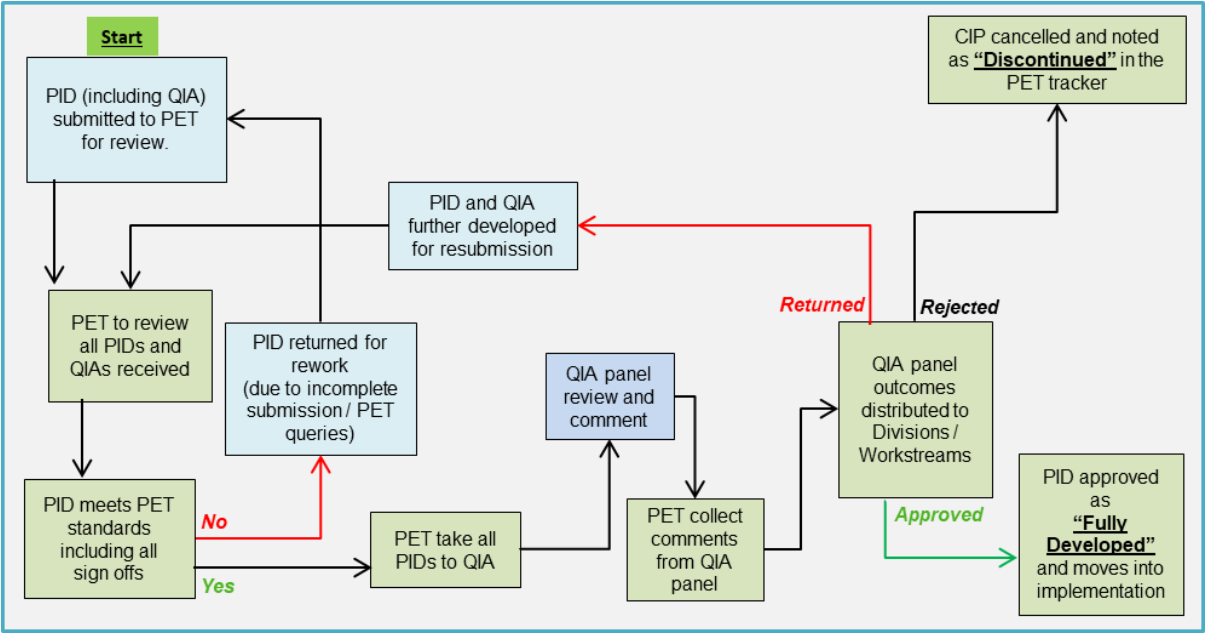 Start
PID (including QIA)
submitted to PET
for review.
CIP cancelled and noted
as “Discontinued” in the
PET tracker
PID and QIA
further developed
for resubmission
PET to review
all PIDs and
QIAs received
PID returned for
rework
(due to incomplete
submission / PET
queries)
Returned
Rejected
QIA panel
review and
comment
QIA panel
outcomes
distributed to
Divisions /
Workstreams
PID meets PET
standards
including all
sign offs
No
Yes
PET take all
PIDs to QIA
PET collect
comments
from QIA
panel
Approved
PID approved
as
“Fully
Developed”
and moves into
implementation